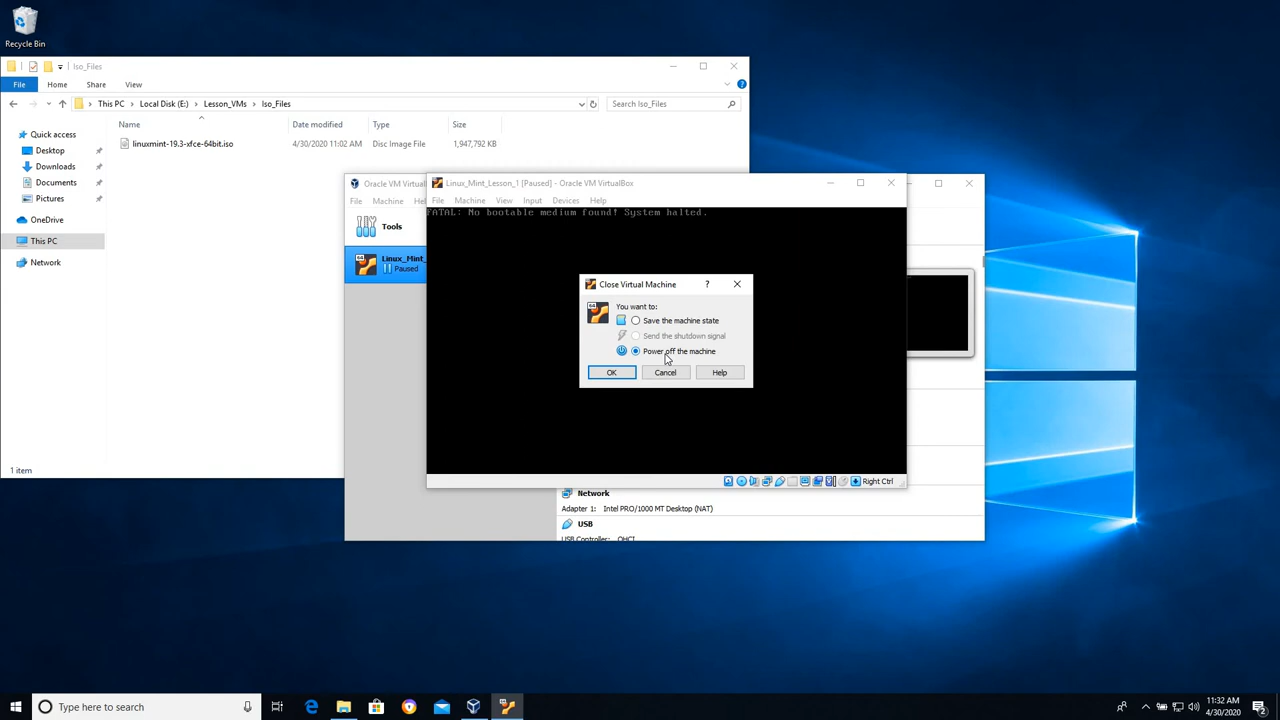 Recycle Bin
Iso_Files
File Home Share View
This PC Local Disk (E:) Lesson_VMs Iso_Files
Search Iso_Files
Name Date modified Type Size
linuxmint-19.3-xfce-64bit.iso 4/30/2020 11:02 AM Disc Image File 1,947,792 KB
Quick access
Desktop
Downloads
Documents
Pictures
OneDrive
This PC
Network
1 item
Oracle VM Virtu
File Machine He
Tools
Linux_Mint_
Paused
Linux_Mint_Lesson_1 [Paused] - Oracle VM VirtualBox
File Machine View Input Devices Help
FATAL: No bootable medium found! System halted.
Close Virtual Machine
You want to:
Save the machine state
Send the shutdown signal
Power off the machine
OK Cancel Help
Right Ctrl
Network
Adapter 1: Intel PRO/1000 MT Desktop (NAT)
USB
USB Controller: OHCI
Type here to search
11:32 AM
4/30/2020
2